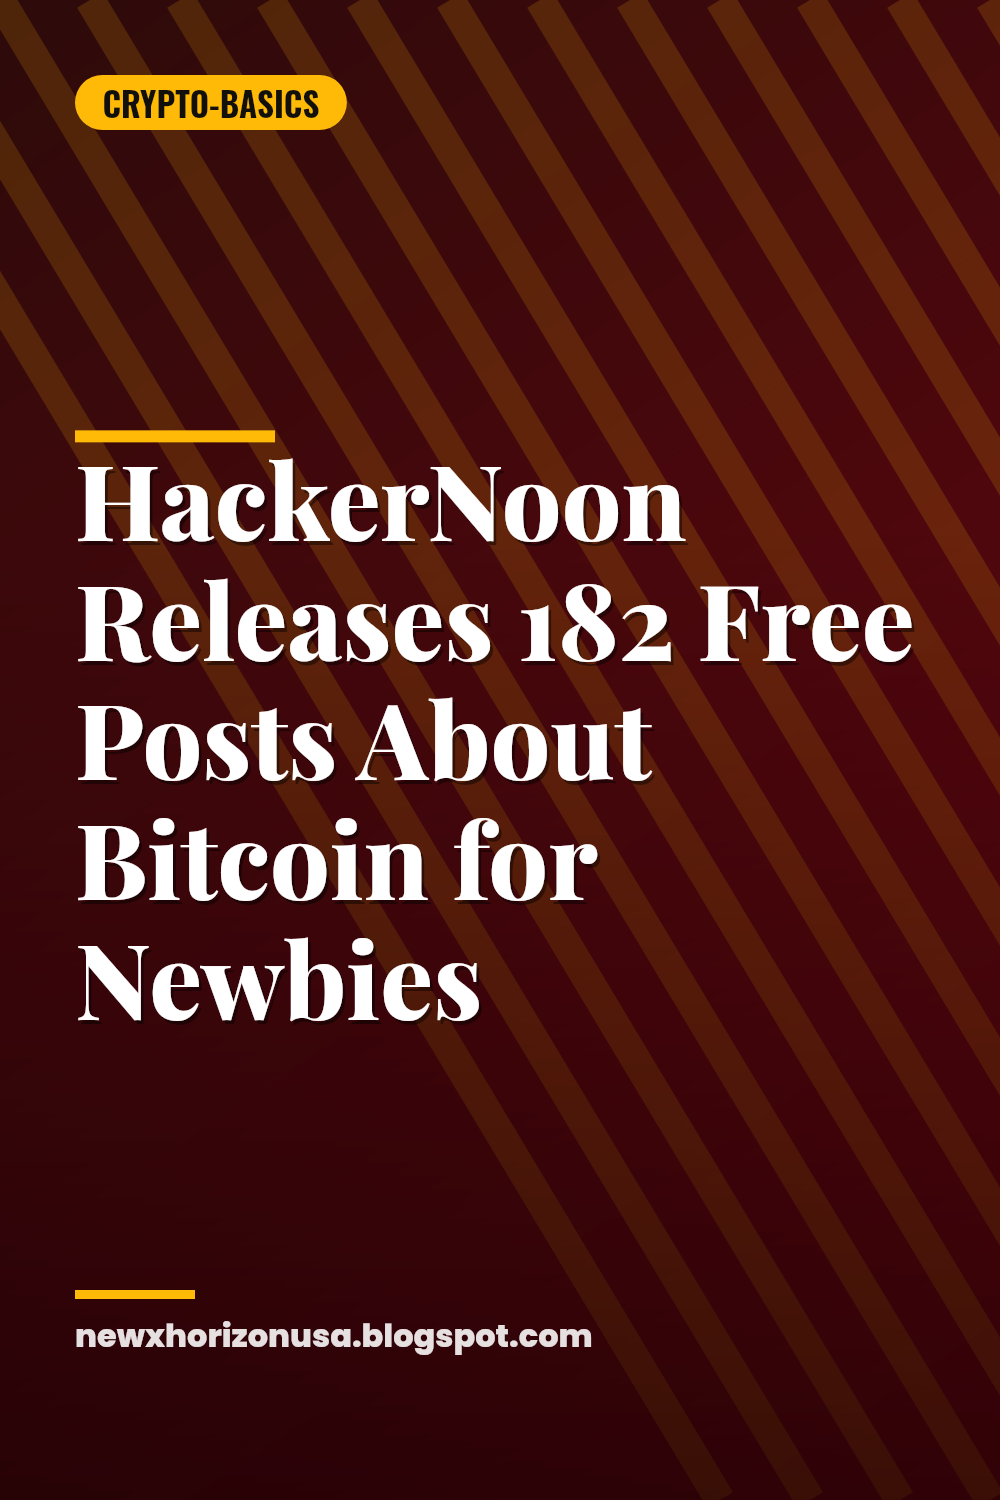 CRYPTO-BASICS
HackerNoon
Releases 182 Free
Posts About
Bitcoin for
Newbies
newxhorizonusa.blogspot.com